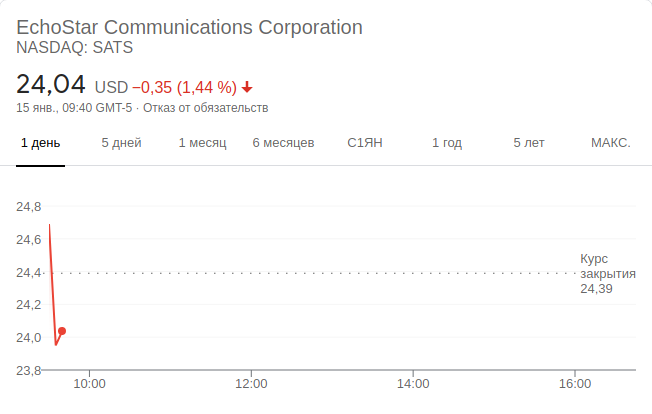 EchoStar Communications Corporation
NASDAQ: SATS
24,04 USD −0,35 (1,44 %)
15 янв., 09:40 GMT-5 · Отказ от обязательств
1 день 5 дней 1 месяц 6 месяцев С1ЯН 1 год 5 лет МАКС.
24,8
24,6
Курс
24,4 закрытия
24,39
24,2
24,0
23,8
10:00 12:00 14:00 16:00